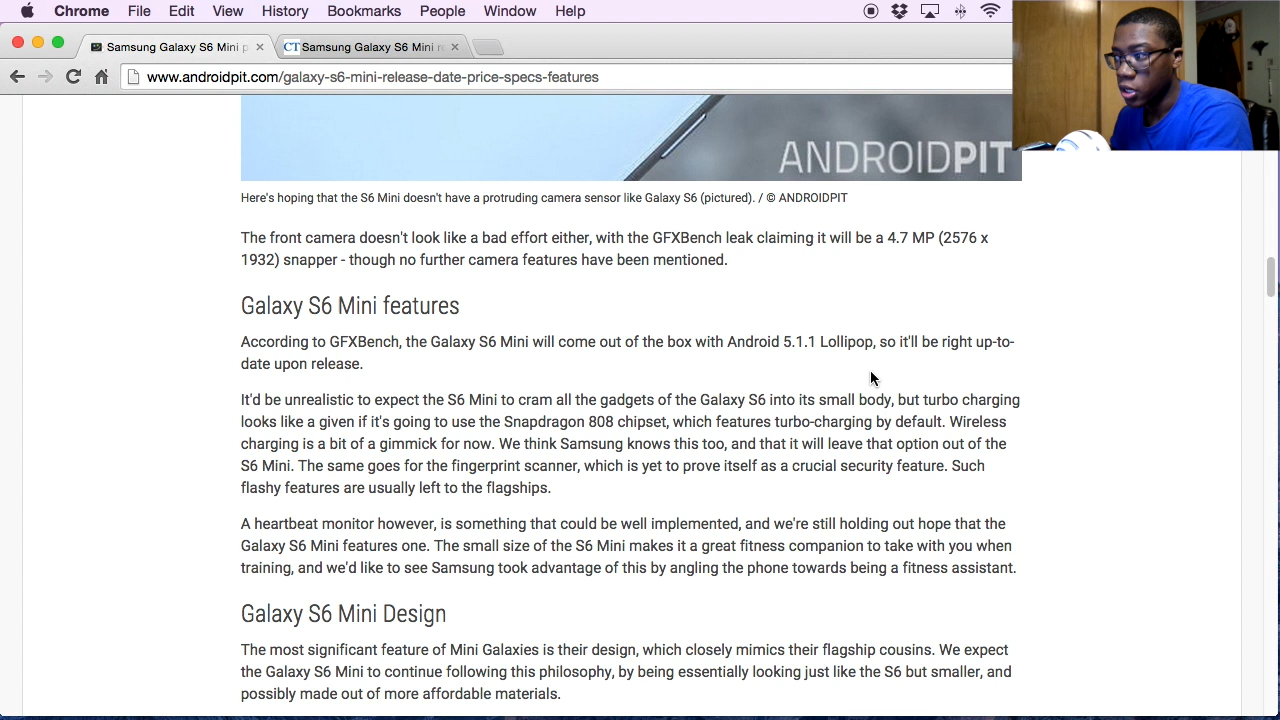 Chrome File Edit View History Bookmarks People Window Help
Samsung Galaxy S6 Mini p
CT Samsung Galaxy S6 Mini re
www.androidpit.com/galaxy-s6-mini-release-date-price-specs-features
ANDROIDPIT
Here's hoping that the S6 Mini doesn't have a protruding camera sensor like Galaxy S6 (pictured). / © ANDROIDPIT
The front camera doesn't look like a bad effort either, with the GFXBench leak claiming it will be a 4.7 MP (2576 x
1932) snapper - though no further camera features have been mentioned.
Galaxy S6 Mini features
According to GFXBench, the Galaxy S6 Mini will come out of the box with Android 5.1.1 Lollipop, so it'll be right up-to-
date upon release.
It'd be unrealistic to expect the S6 Mini to cram all the gadgets of the Galaxy S6 into its small body, but turbo charging
looks like a given if it's going to use the Snapdragon 808 chipset, which features turbo-charging by default. Wireless
charging is a bit of a gimmick for now. We think Samsung knows this too, and that it will leave that option out of the
S6 Mini. The same goes for the fingerprint scanner, which is yet to prove itself as a crucial security feature. Such
flashy features are usually left to the flagships.
A heartbeat monitor however, is something that could be well implemented, and we're still holding out hope that the
Galaxy S6 Mini features one. The small size of the S6 Mini makes it a great fitness companion to take with you when
training, and we'd like to see Samsung took advantage of this by angling the phone towards being a fitness assistant.
Galaxy S6 Mini Design
The most significant feature of Mini Galaxies is their design, which closely mimics their flagship cousins. We expect
the Galaxy S6 Mini to continue following this philosophy, by being essentially looking just like the S6 but smaller, and
possibly made out of more affordable materials.